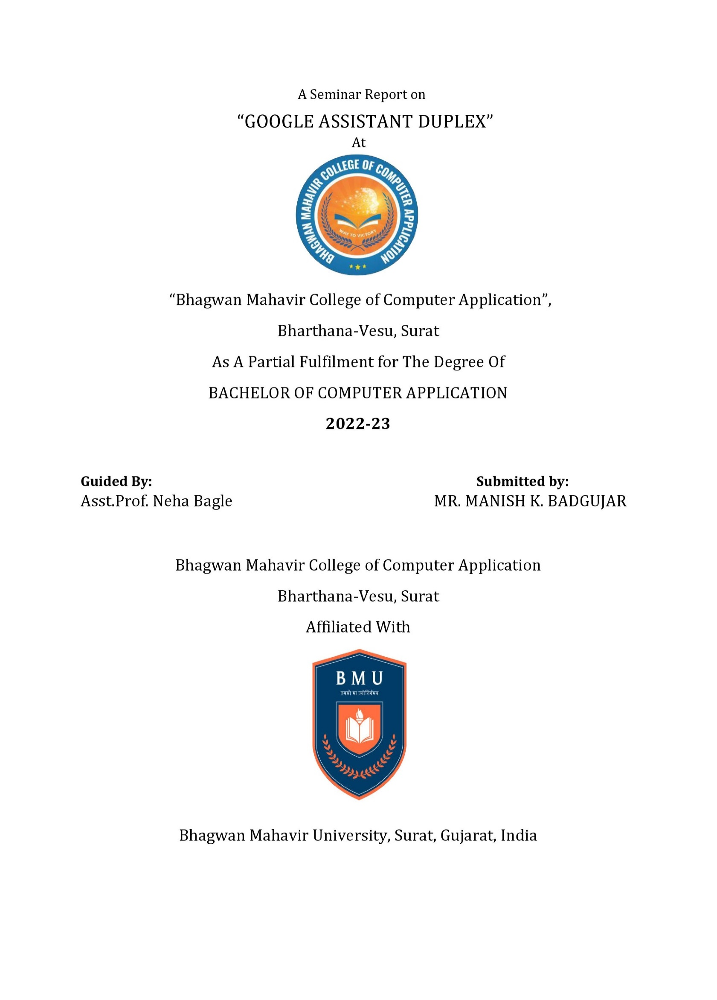 A Seminar Report on
“GOOGLE ASSISTANT DUPLEX”
At
BHAGWAN MAHAVIR COLLEGE OF COMPUTER APPLICATION
WAY TO VICTORY
“Bhagwan Mahavir College of Computer Application”,
Bharthana-Vesu, Surat
As A Partial Fulfilment for The Degree Of
BACHELOR OF COMPUTER APPLICATION
2022-23
Guided By:
Submitted by:
Asst.Prof. Neha Bagle
MR. MANISH K. BADGUJAR
Bhagwan Mahavir College of Computer Application
Bharthana-Vesu, Surat
Affiliated With
BMU
तमसो मा ज्योतिर्गमय
Bhagwan Mahavir University, Surat, Gujarat, India